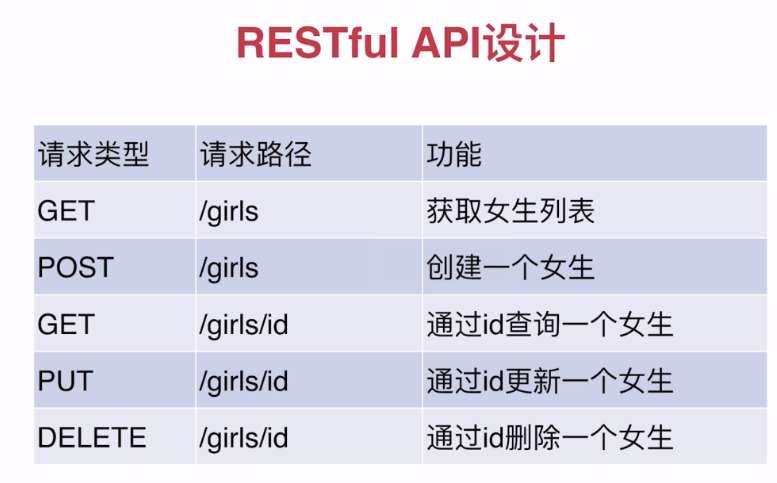 RESTful API设计
请求类型 请求路径 功能
GET /girls 获取女生列表
POST /girls 创建一个女生
GET /girls/id 通过id查询一个女生
PUT /girls/id 通过id更新一个女生
DELETE /girls/id 通过id删除一个女生